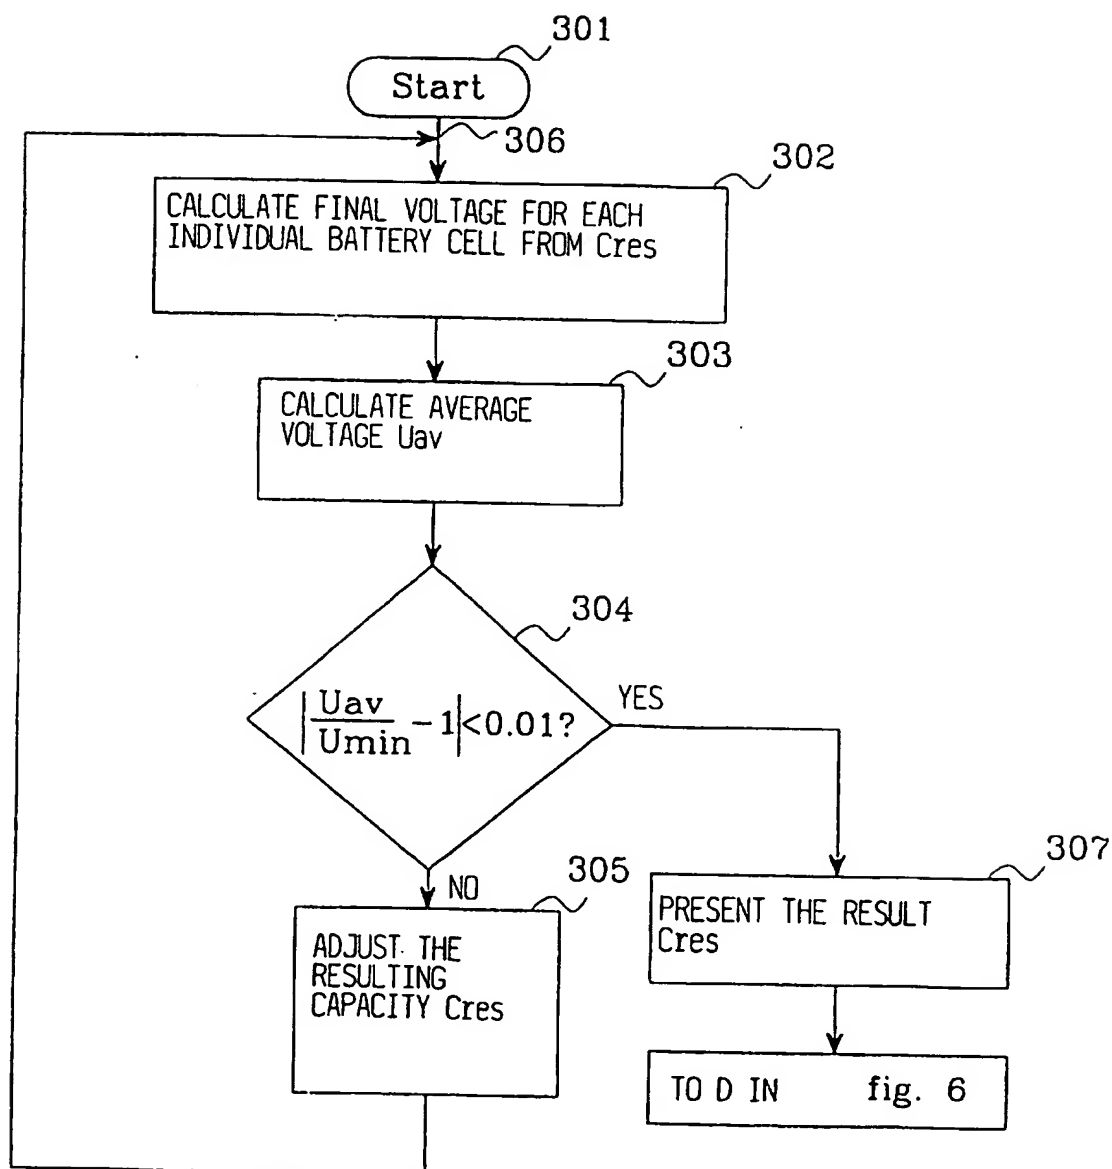 301
Start
306
302
CALCULATE FINAL VOLTAGE FOR EACH
INDIVIDUAL BATTERY CELL FROM Cres
303
CALCULATE AVERAGE
VOLTAGE Uav
304
|Uav/Umin - 1|<0.01?
YES
NO
305
ADJUST THE
RESULTING
CAPACITY Cres
307
PRESENT THE RESULT
Cres
TO D IN fig. 6